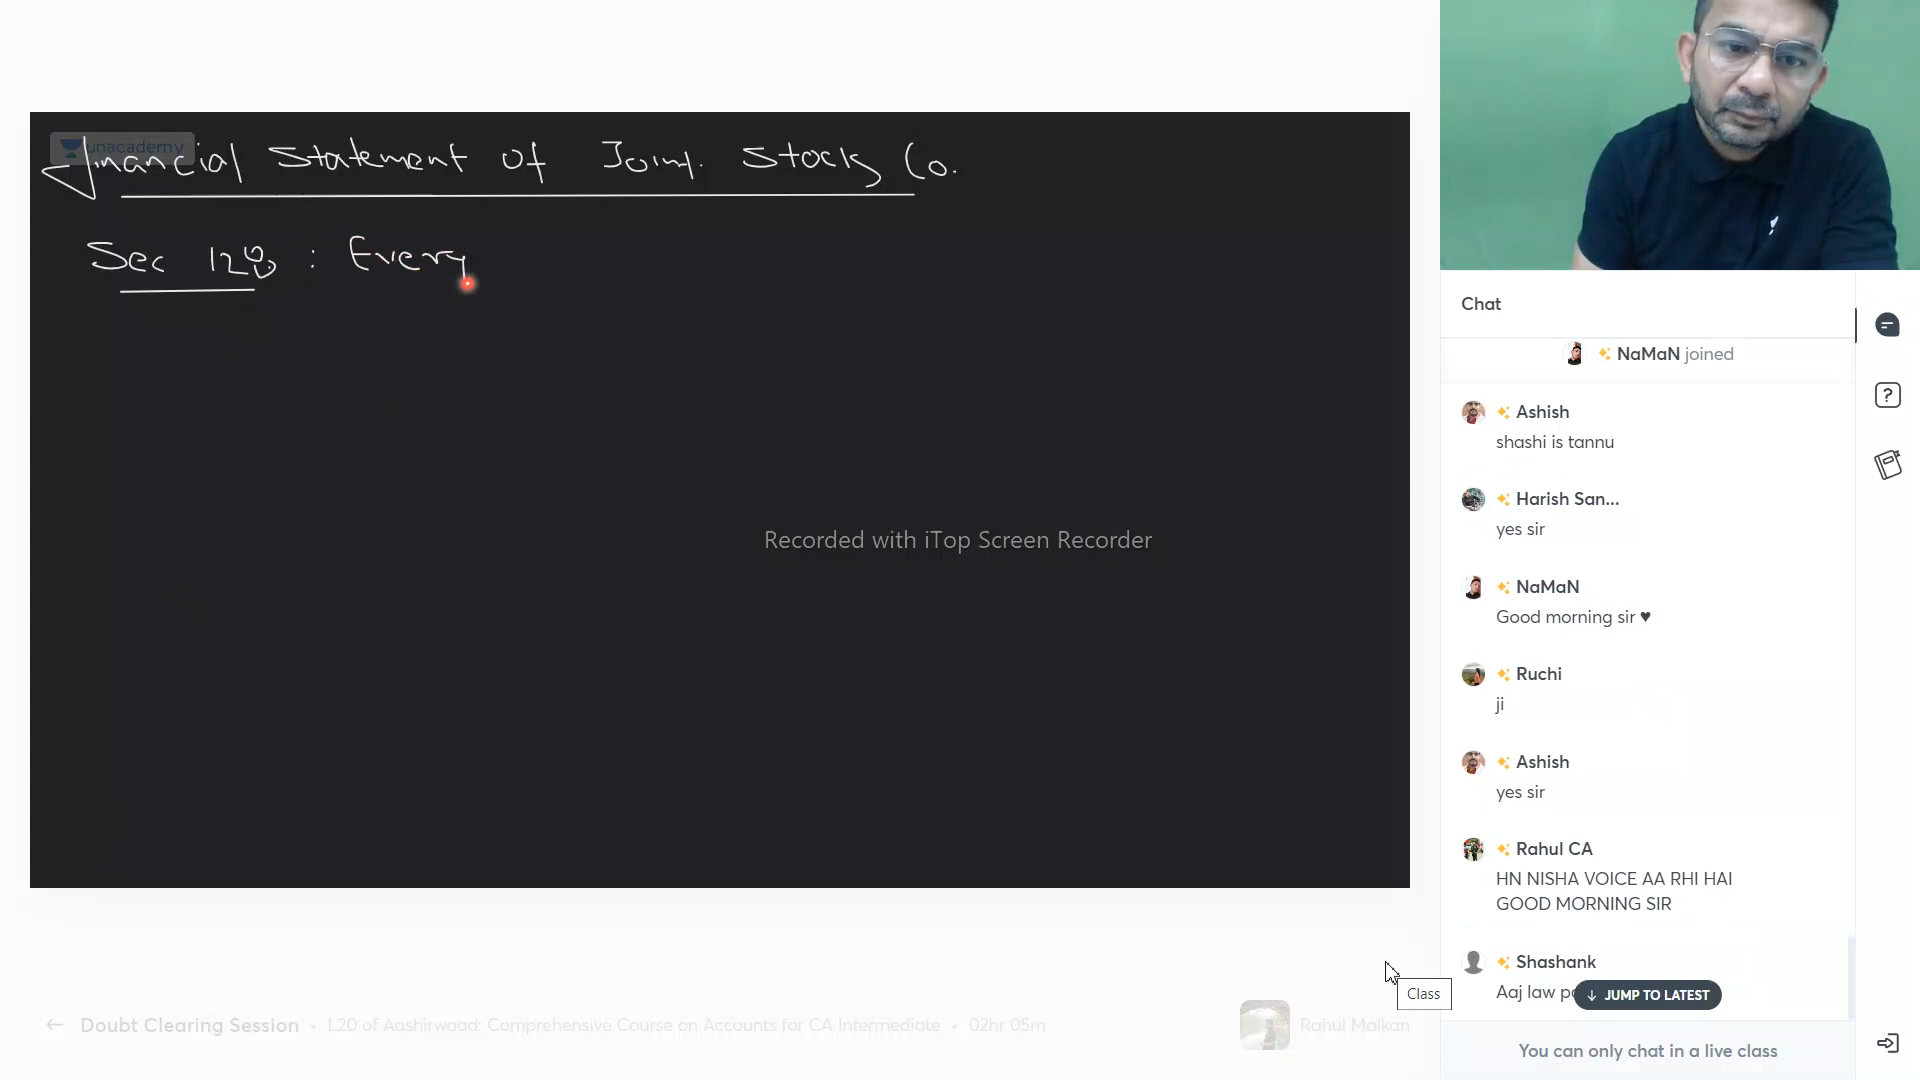 unacademy
Financial Statement of Joint Stock Co.
Sec 128 : Every
Recorded with iTop Screen Recorder
Class
Doubt Clearing Session • L20 of Aashirwaad: Comprehensive Course on Accounts for CA Intermediate • 02hr 05m
Rahul Malkan
Chat
NaMaN joined
Ashish
shashi is tannu
Harish San...
yes sir
NaMaN
Good morning sir ♥
Ruchi
ji
Ashish
yes sir
Rahul CA
HN NISHA VOICE AA RHI HAI
GOOD MORNING SIR
Shashank
Aaj law
JUMP TO LATEST
You can only chat in a live class